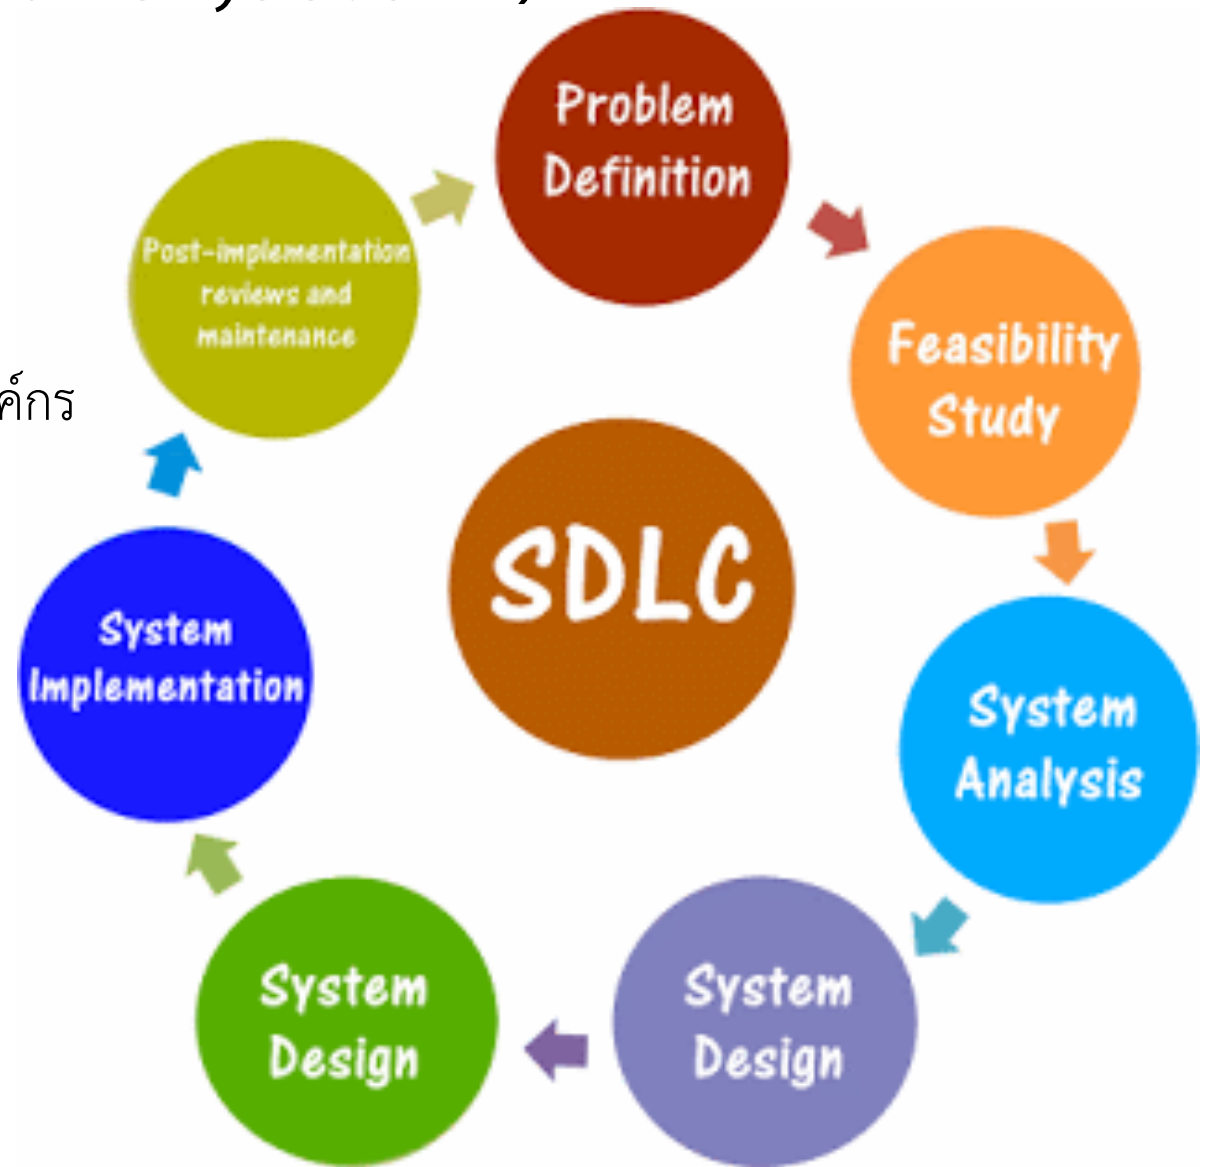 Problem
Definition
Feasibility
Study
System
Analysis
System
Design
System
Design
System
Implementation
Post-implementation
reviews and
maintenance
SDLC
ค์กร